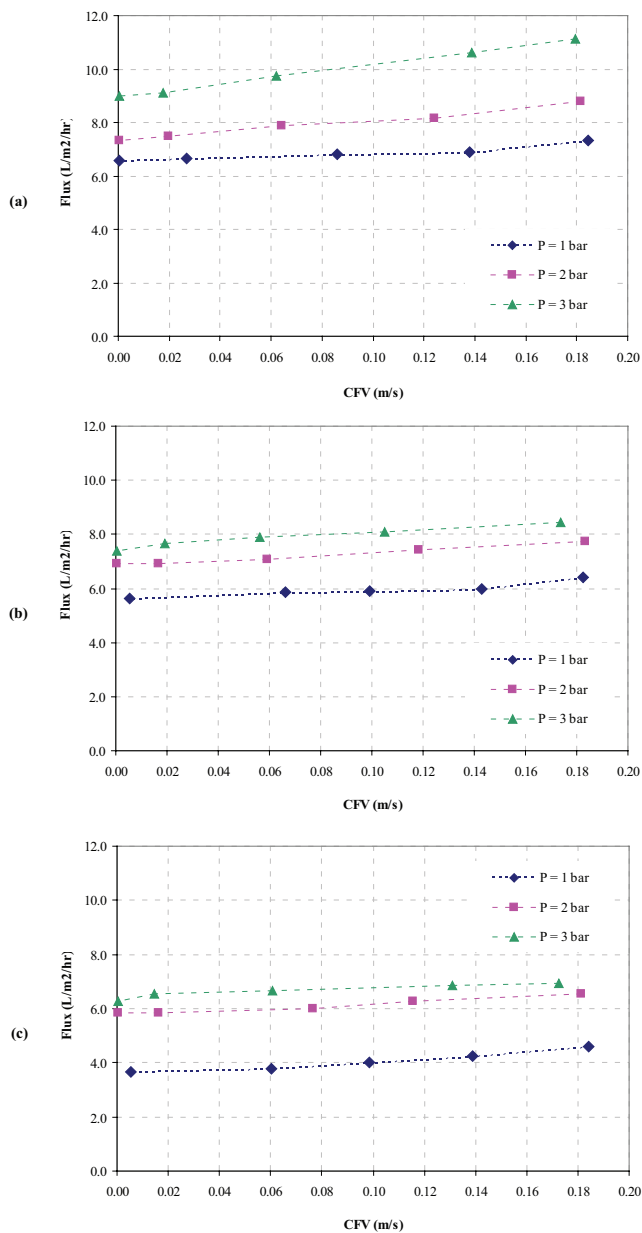 (a)
Flux (L/m2/hr)
12.0
10.0
8.0
6.0
4.0
2.0
0.0
0.00 0.02 0.04 0.06 0.08 0.10 0.12 0.14 0.16 0.18 0.20
CFV (m/s)
P = 1 bar
P = 2 bar
P = 3 bar
(b)
Flux (L/m2/hr)
12.0
10.0
8.0
6.0
4.0
2.0
0.0
0.00 0.02 0.04 0.06 0.08 0.10 0.12 0.14 0.16 0.18 0.20
CFV (m/s)
P = 1 bar
P = 2 bar
P = 3 bar
(c)
Flux (L/m2/hr)
12.0
10.0
8.0
6.0
4.0
2.0
0.0
0.00 0.02 0.04 0.06 0.08 0.10 0.12 0.14 0.16 0.18 0.20
CFV (m/s)
P = 1 bar
P = 2 bar
P = 3 bar